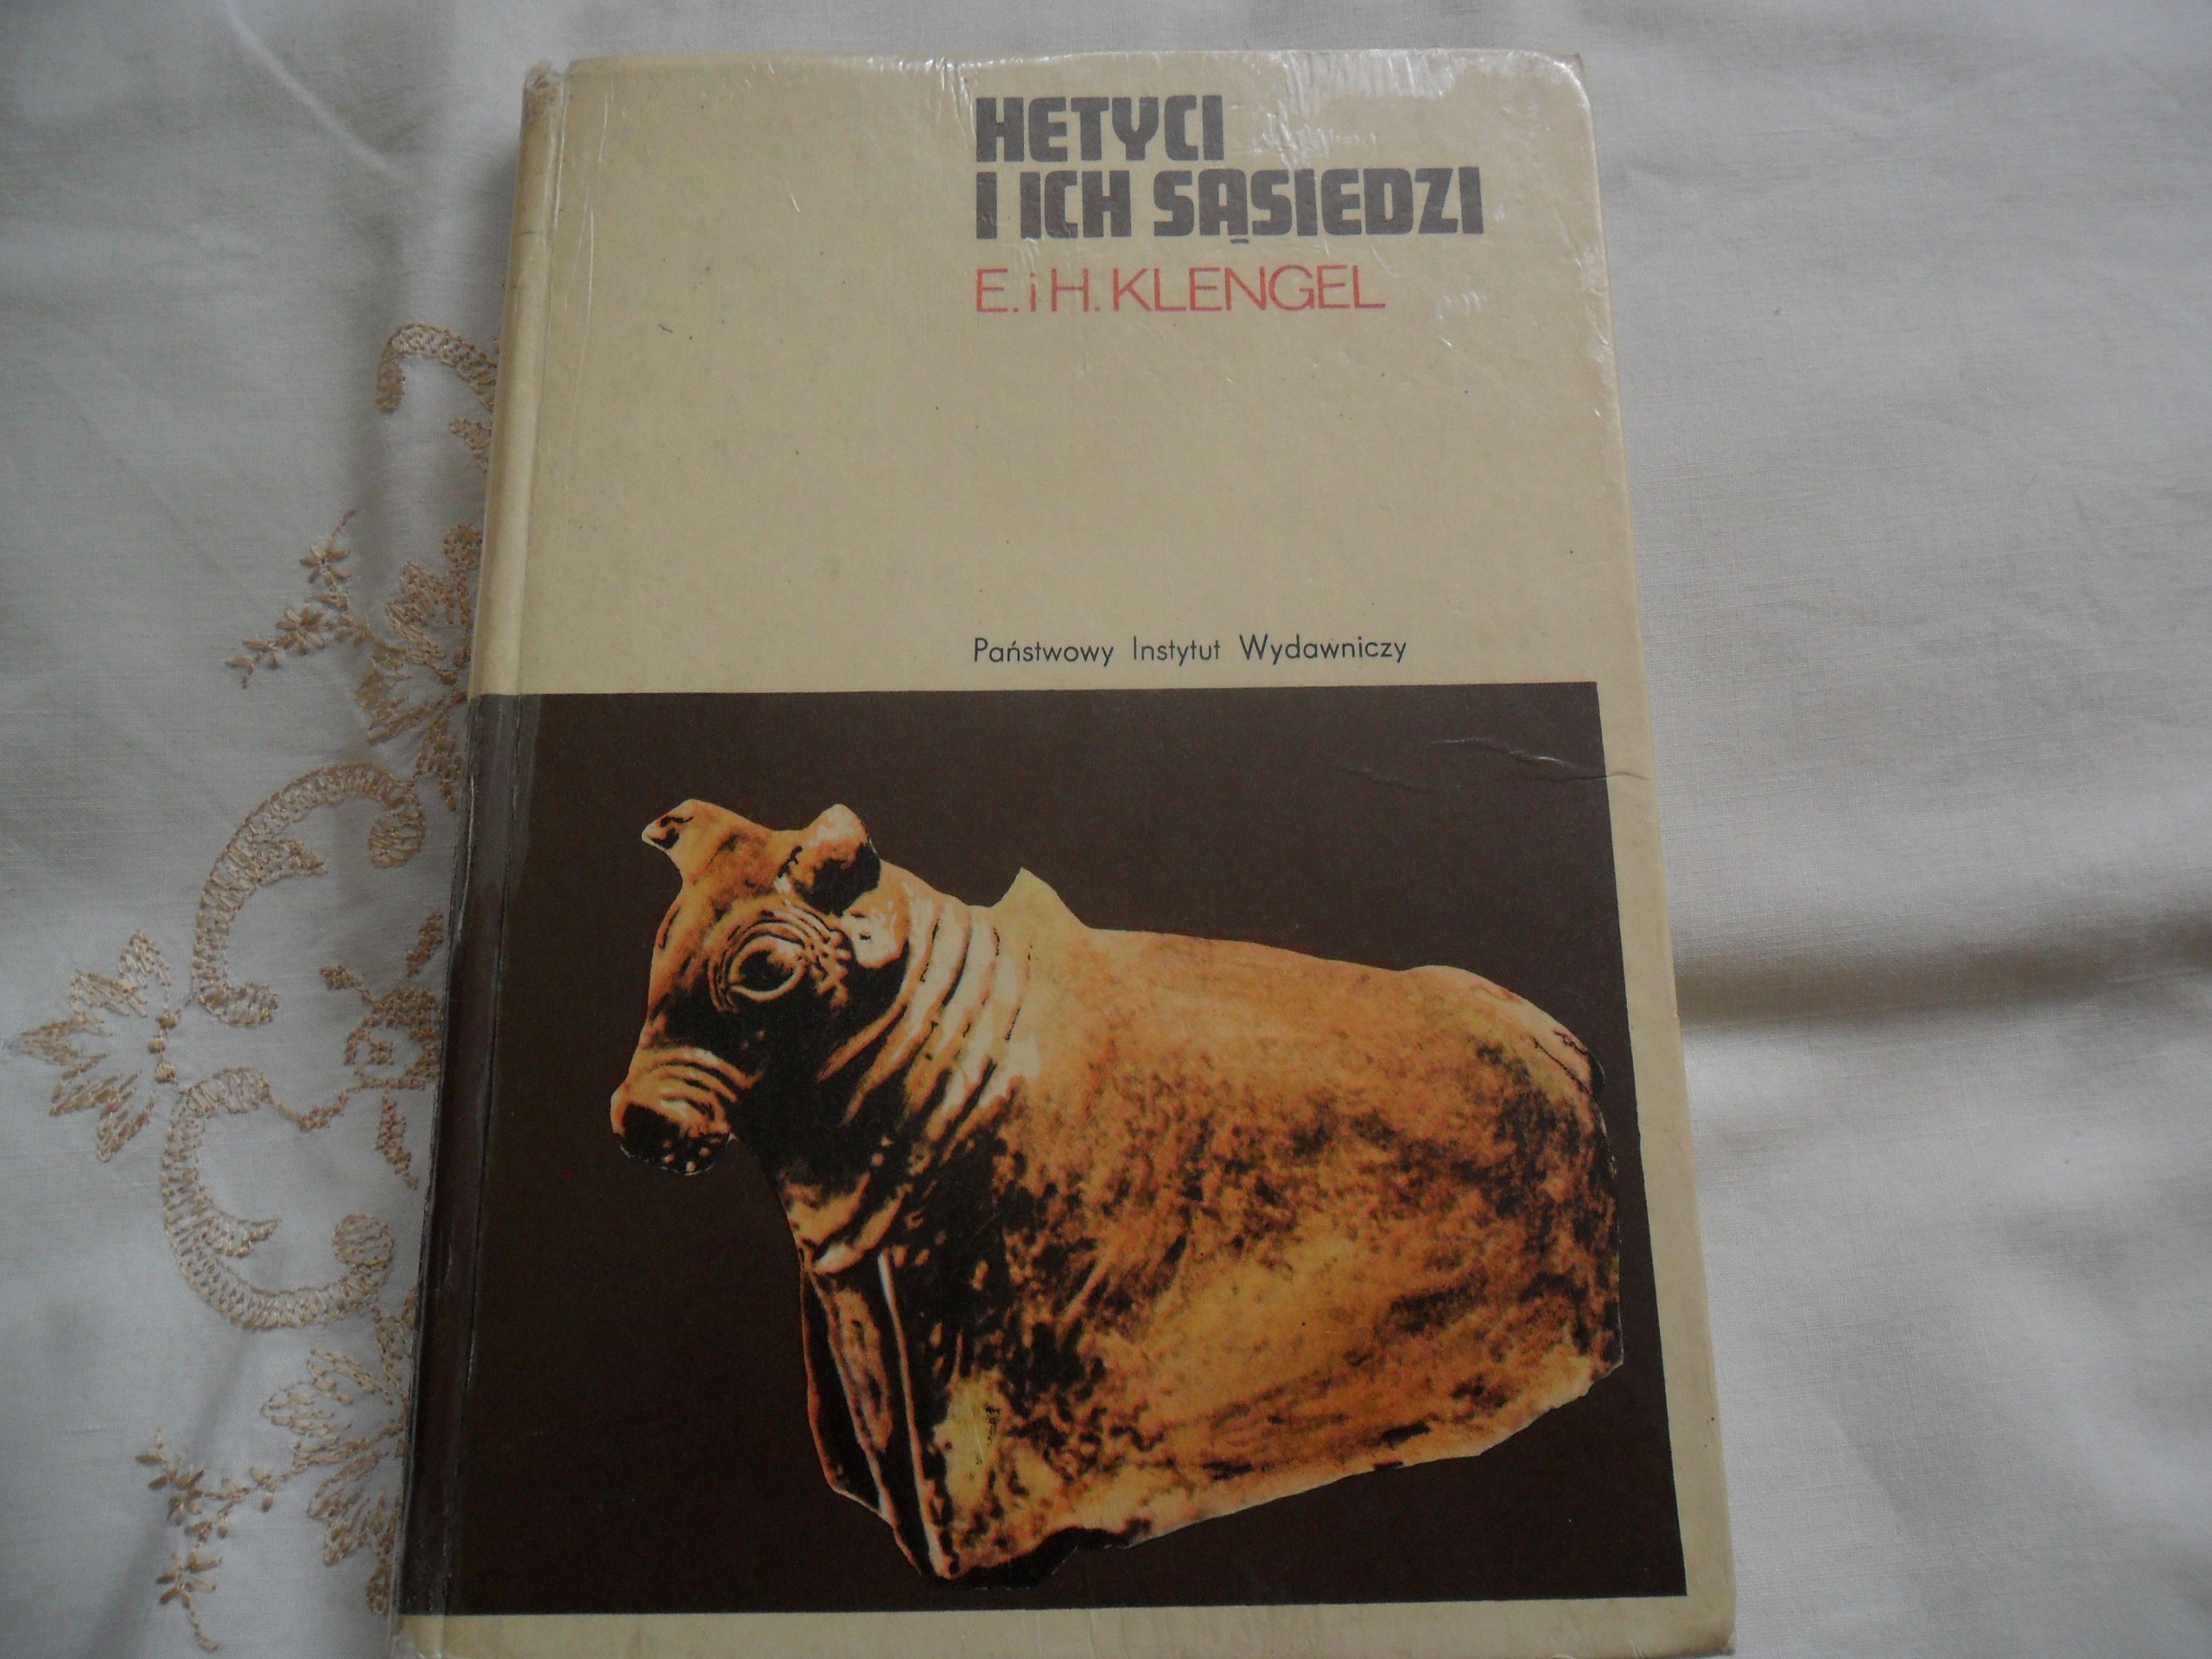 HETYCI
I ICH SĄSIEDZI
E. i H. KLENGEL
Państwowy Instytut Wydawniczy